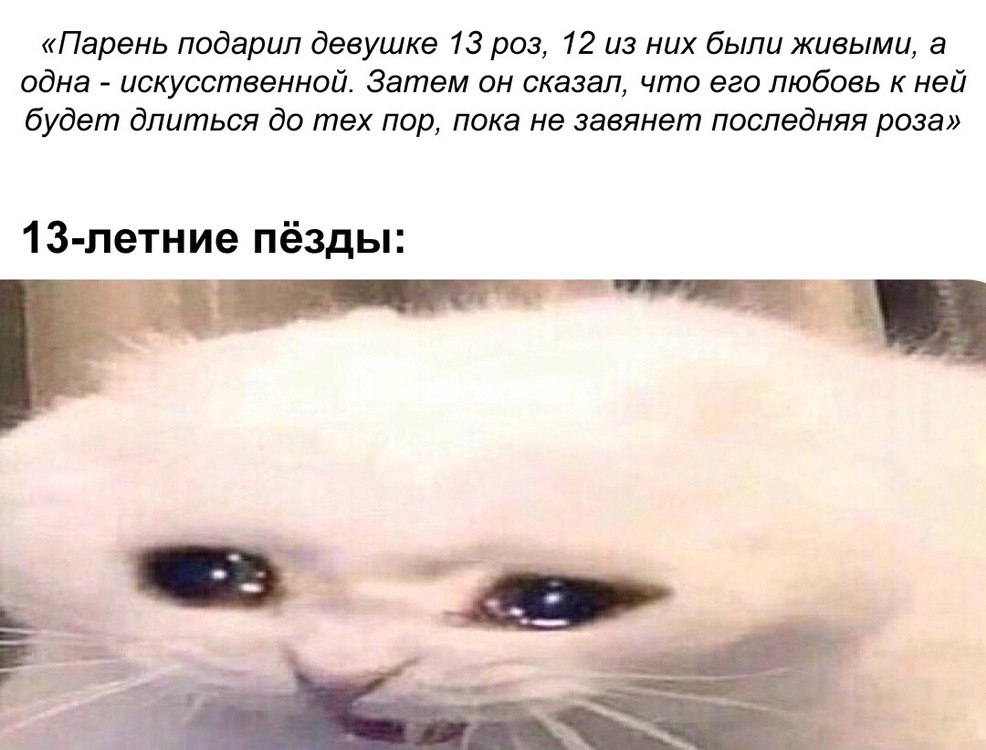 «Парень подарил девушке 13 роз, 12 из них были живыми, а
одна - искусственной. Затем он сказал, что его любовь к ней
будет длиться до тех пор, пока не завянет последняя роза»
13-летние пёзды: